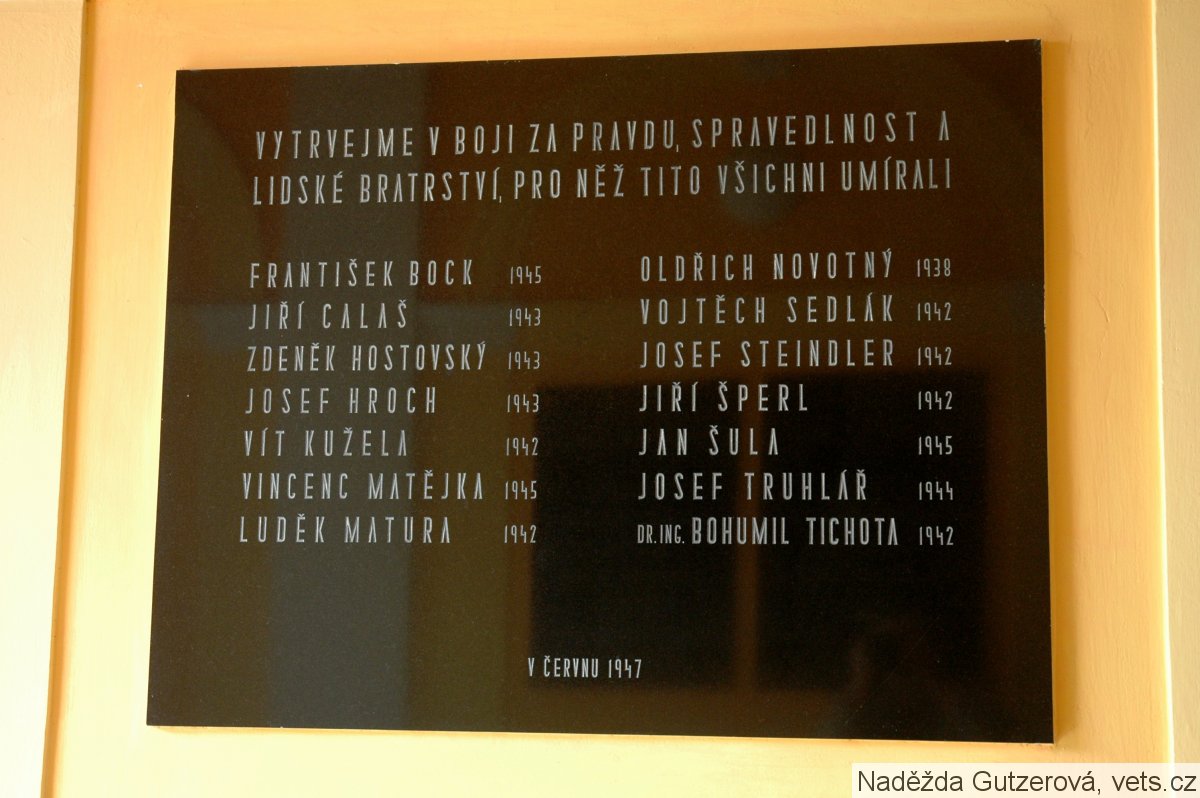 VYTRVEJME V BOJI ZA PRAVDU, SPRAVEDLNOST A
LIDSKÉ BRATRSTVÍ, PRO NĚŽ TITO VŠICHNI UMÍRALI
FRANTIŠEK BOCK 1945
JIŘÍ CALAŠ 1943
ZDENĚK HOSTOVSKÝ 1943
JOSEF HROCH 1943
VÍT KUŽELA 1942
VINCENC MATĚJKA 1945
LUDĚK MATURA 1942
OLDŘICH NOVOTNÝ 1938
VOJTĚCH SEDLÁK 1942
JOSEF STEINDLER 1942
JIŘÍ ŠPERL 1942
JAN ŠULA 1945
JOSEF TRUHLÁŘ 1944
DR. ING. BOHUMIL TICHOTA 1942
V ČERVNU 1947
Naděžda Gutzerová, vets.cz